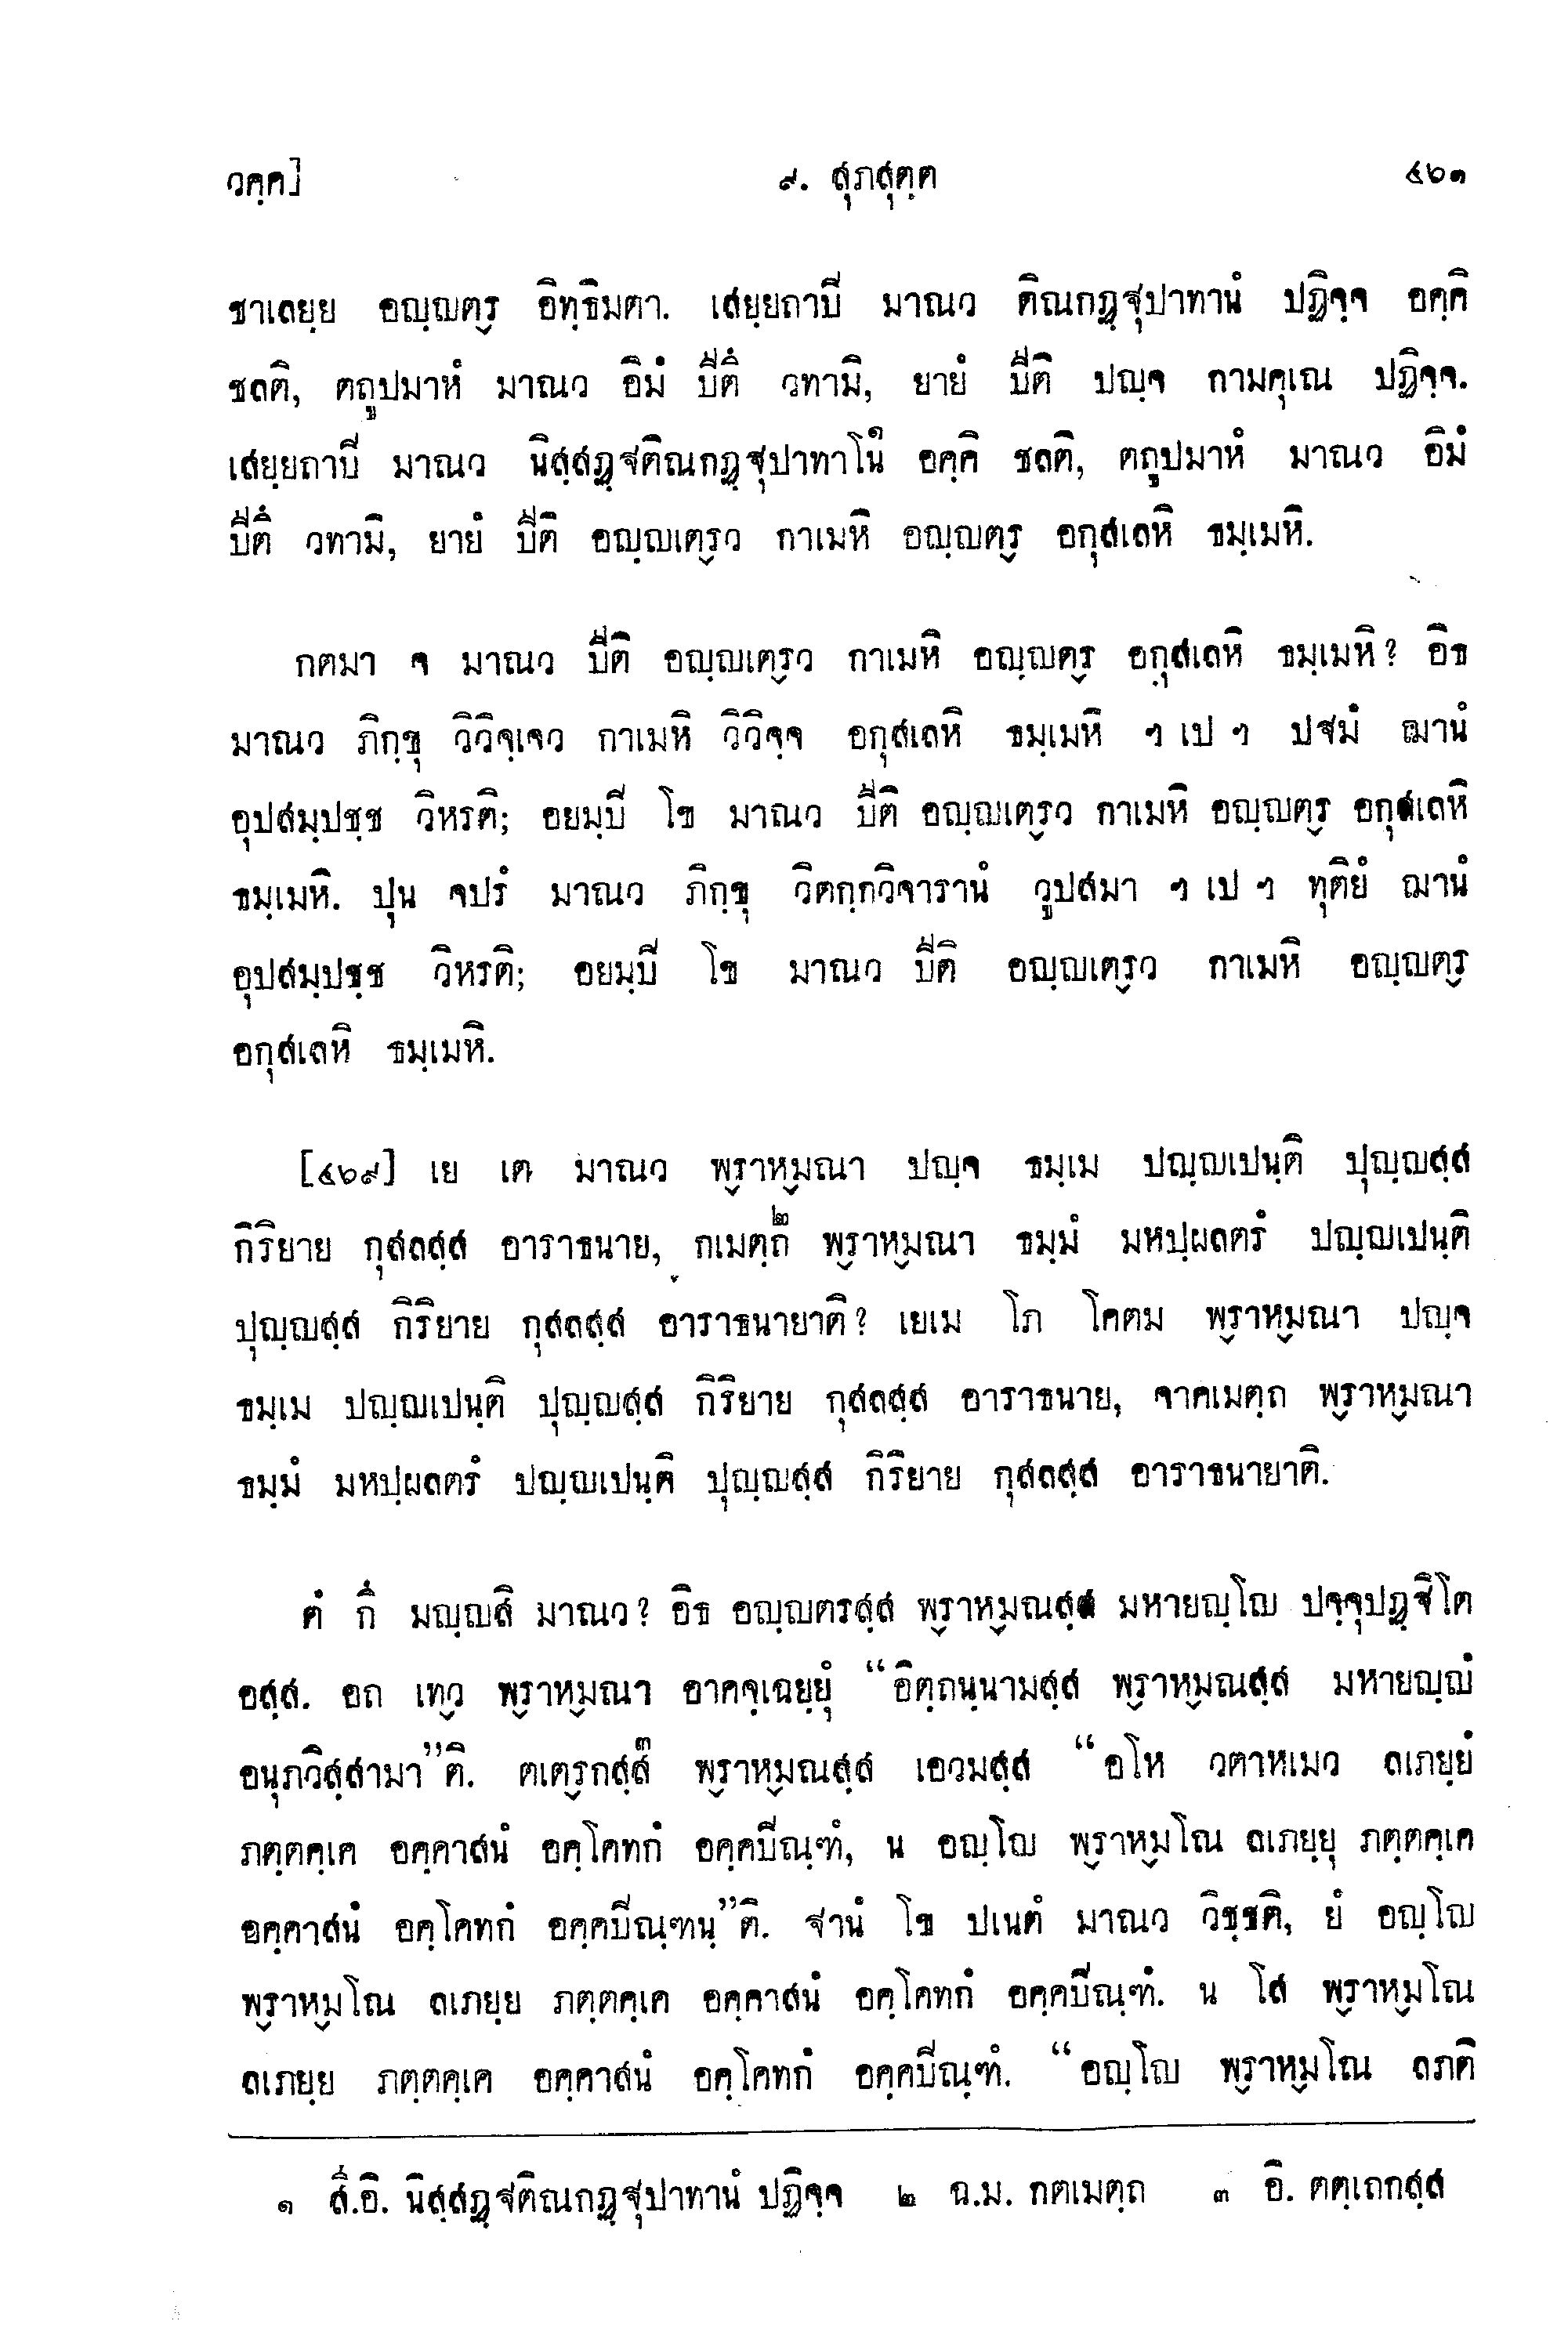 วคฺค]
๙. สุภสุตฺต
๔๖๑
ชาเลยฺย อญฺญตฺร อิทฺธิมตา. เสยฺยถาปี มาณว ติณกฏฺฐุปาทานํ ปฏิจฺจ อคฺคิ
ชลติ, ตถูปมาหํ มาณว อิมํ ปีตึ วทามิ, ยายํ ปีติ ปญฺจ กามคุเณ ปฏิจฺจ.
เสยฺยถาปี มาณว นิสฺสฏฺฐติณกฏฺฐุปาทาโน๑ อคฺคิ ชลติ, ตถูปมาหํ มาณว อิมํ
ปีตึ วทามิ, ยายํ ปีติ อญฺญเตฺรว กาเมหิ อญฺญตฺร อกุสเลหิ ธมฺเมหิ.
กตมา จ มาณว ปีติ อญฺญเตฺรว กาเมหิ อญฺญตฺร อกุสเลหิ ธมฺเมหิ? อิธ
มาณว ภิกฺขุ วิวิจฺเจว กาเมหิ วิวิจฺจ อกุสเลหิ ธมฺเมหิ ฯ เป ฯ ปฐมํ ฌานํ
อุปสมฺปชฺช วิหรติ; อยมฺปี โข มาณว ปีติ อญฺญเตฺรว กาเมหิ อญฺญตฺร อกุสเลหิ
ธมฺเมหิ. ปุน จปรํ มาณว ภิกฺขุ วิตกฺกวิจารานํ วูปสมา ฯ เป ฯ ทุติยํ ฌานํ
อุปสมฺปชฺช วิหรติ; อยมฺปี โข มาณว ปีติ อญฺญเตฺรว กาเมหิ อญฺญตฺร
อกุสเลหิ ธมฺเมหิ.
[๔๖๙] เย เต มาณว พฺราหฺมณา ปญฺจ ธมฺเม ปญฺญเปนฺติ ปุญฺญสฺส
กิริยาย กุสลสฺส อาราธนาย, กเมตฺถ๒ พฺราหฺมณา ธมฺมํ มหปฺผลตรํ ปญฺญเปนฺติ
ปุญฺญสฺส กิริยาย กุสลสฺส อาราธนายาติ? เยเม โภ โคตม พฺราหฺมณา ปญฺจ
ธมฺเม ปญฺญเปนฺติ ปุญฺญสฺส กิริยาย กุสลสฺส อาราธนาย, จาคเมตฺถ พฺราหฺมณา
ธมฺมํ มหปฺผลตรํ ปญฺญเปนฺติ ปุญฺญสฺส กิริยาย กุสลสฺส อาราธนายาติ.
ตํ กึ มญฺญสิ มาณว? อิธ อญฺญตรสฺส พฺราหฺมณสฺส มหายญฺโญ ปจฺจุปฏฺฐิโต
อสฺส. อถ เทฺว พฺราหฺมณา อาคจฺเฉยฺยุํ “อิตฺถนฺนามสฺส พฺราหฺมณสฺส มหายญฺญํ
อนุภวิสฺสามา”ติ. ตเตฺรกสฺส๓ พฺราหฺมณสฺส เอวมสฺส “อโห วตาหเมว ลเภยฺยํ
ภตฺตคฺเค อคฺคาสนํ อคฺโคทกํ อคฺคปีณฺฑํ, น อญฺโญ พฺราหฺมโณ ลเภยฺยุ ภตฺตคฺเค
อคฺคาสนํ อคฺโคทกํ อคฺคปีณฺฑนฺ”ติ. ฐานํ โข ปเนตํ มาณว วิชฺชติ, ยํ อญฺโญ
พฺราหฺมโณ ลเภยฺย ภตฺตคฺเค อคฺคาสนํ อคฺโคทกํ อคฺคปีณฺฑํ. น โส พฺราหฺมโณ
ลเภยฺย ภตฺตคฺเค อคฺคาสนํ อคฺโคทกํ อคฺคปีณฺฑํ. “อญฺโญ พฺราหฺมโณ ลภติ
๑ สี.อิ. นิสฺสฏฺฐติณกฏฺฐุปาทานํ ปฏิจฺจ ๒ ฉ.ม. กตเมตฺถ ๓ อิ. ตตฺเถกสฺส